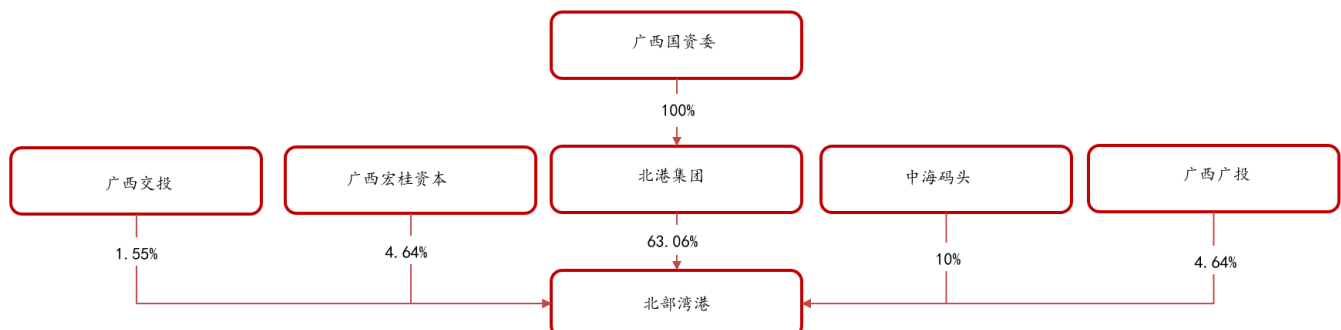 广西国资委
100%
广西交投
广西宏桂资本
北港集团
中海码头
广西广投
1.55%
4.64%
63.06%
10%
4.64%
北部湾港